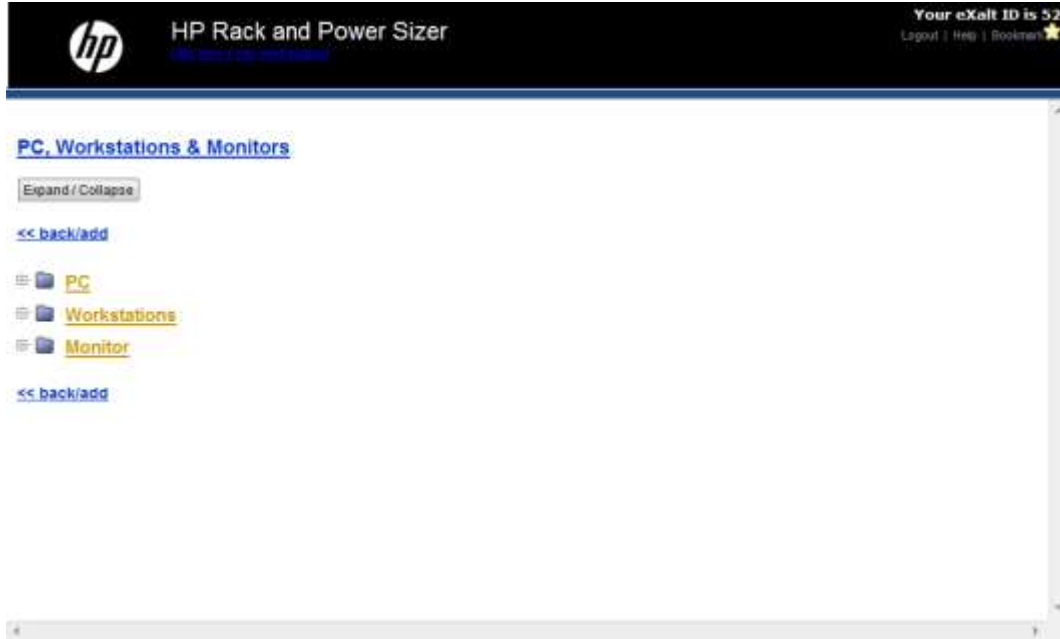 hp
HP Rack and Power Sizer
Your eXalt ID is 52
Logout | Help | Bookmark
PC, Workstations & Monitors
Expand / Collapse
<< back/add
PC
Workstations
Monitor
<< back/add